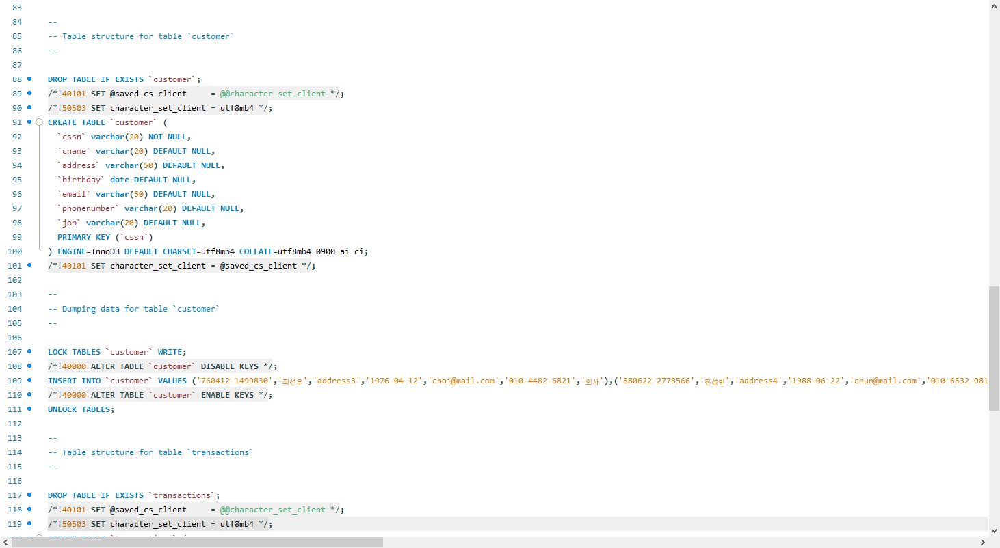 83
84 --
85 -- Table structure for table `customer`
86 --
87
88 DROP TABLE IF EXISTS `customer`;
89 /*!40101 SET @saved_cs_client     = @@character_set_client */;
90 /*!50503 SET character_set_client = utf8mb4 */;
91 CREATE TABLE `customer` (
92   `cssn` varchar(20) NOT NULL,
93   `cname` varchar(20) DEFAULT NULL,
94   `address` varchar(50) DEFAULT NULL,
95   `birthday` date DEFAULT NULL,
96   `email` varchar(50) DEFAULT NULL,
97   `phonenumber` varchar(20) DEFAULT NULL,
98   `job` varchar(20) DEFAULT NULL,
99   PRIMARY KEY (`cssn`)
100 ) ENGINE=InnoDB DEFAULT CHARSET=utf8mb4 COLLATE=utf8mb4_0900_ai_ci;
101 /*!40101 SET character_set_client = @saved_cs_client */;
102
103 --
104 -- Dumping data for table `customer`
105 --
106
107 LOCK TABLES `customer` WRITE;
108 /*!40000 ALTER TABLE `customer` DISABLE KEYS */;
109 INSERT INTO `customer` VALUES ('760412-1499830','최선우','address3','1976-04-12','choi@mail.com','010-4482-6821','의사'),('880622-2778566','천성빈','address4','1988-06-22','chun@mail.com','010-6532-981
110 /*!40000 ALTER TABLE `customer` ENABLE KEYS */;
111 UNLOCK TABLES;
112
113 --
114 -- Table structure for table `transactions`
115 --
116
117 DROP TABLE IF EXISTS `transactions`;
118 /*!40101 SET @saved_cs_client     = @@character_set_client */;
119 /*!50503 SET character_set_client = utf8mb4 */;